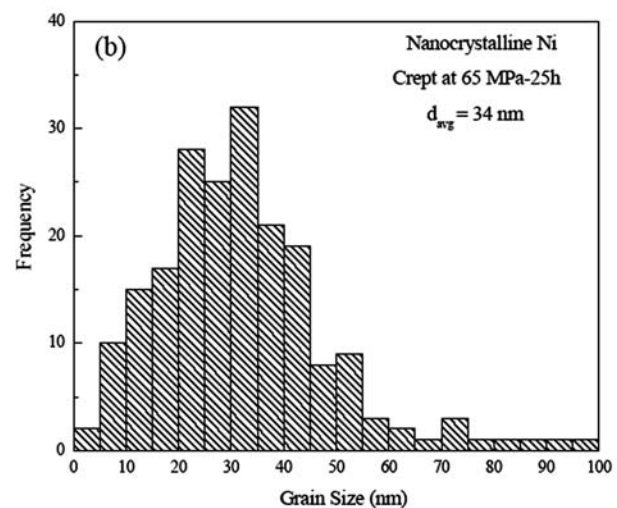 (b)
Nanocrystalline Ni
Crept at 65 MPa-25h
d_avg = 34 nm
40
30
20
10
0
Frequency
0 10 20 30 40 50 60 70 80 90 100
Grain Size (nm)